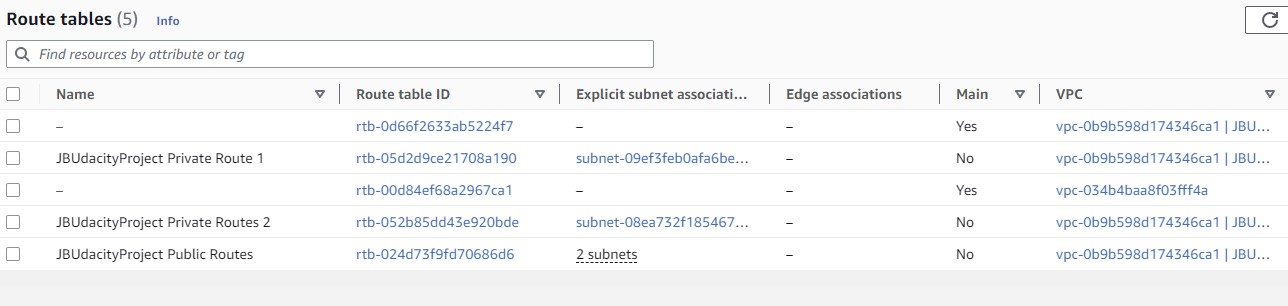 Route tables (5) Info
Find resources by attribute or tag
Name Route table ID Explicit subnet associati... Edge associations Main VPC
– rtb-0d66f2633ab5224f7 – – Yes vpc-0b9b598d174346ca1 | JBU...
JBUdacityProject Private Route 1 rtb-05d2d9ce21708a190 subnet-09ef3feb0afa6be... – No vpc-0b9b598d174346ca1 | JBU...
– rtb-00d84ef68a2967ca1 – – Yes vpc-034b4baa8f03fff4a
JBUdacityProject Private Routes 2 rtb-052b85dd43e920bde subnet-08ea732f185467... – No vpc-0b9b598d174346ca1 | JBU...
JBUdacityProject Public Routes rtb-024d73f9fd70686d6 2 subnets – No vpc-0b9b598d174346ca1 | JBU...